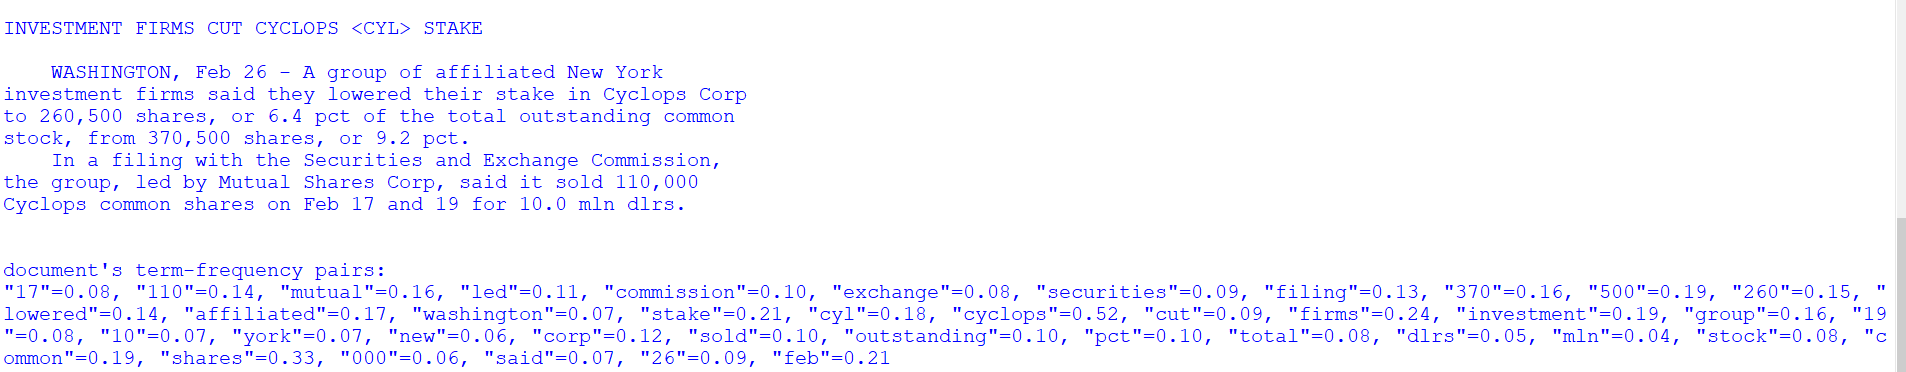 INVESTMENT FIRMS CUT CYCLOPS <CYL> STAKE
WASHINGTON, Feb 26 - A group of affiliated New York
investment firms said they lowered their stake in Cyclops Corp
to 260,500 shares, or 6.4 pct of the total outstanding common
stock, from 370,500 shares, or 9.2 pct.
In a filing with the Securities and Exchange Commission,
the group, led by Mutual Shares Corp, said it sold 110,000
Cyclops common shares on Feb 17 and 19 for 10.0 mln dlrs.
document's term-frequency pairs:
"17"=0.08, "110"=0.14, "mutual"=0.16, "led"=0.11, "commission"=0.10, "exchange"=0.08, "securities"=0.09, "filing"=0.13, "370"=0.16, "500"=0.19, "260"=0.15, "
lowered"=0.14, "affiliated"=0.17, "washington"=0.07, "stake"=0.21, "cyl"=0.18, "cyclops"=0.52, "cut"=0.09, "firms"=0.24, "investment"=0.19, "group"=0.16, "19
"=0.08, "10"=0.07, "york"=0.07, "new"=0.06, "corp"=0.12, "sold"=0.10, "outstanding"=0.10, "pct"=0.10, "total"=0.08, "dlrs"=0.05, "mln"=0.04, "stock"=0.08, "c
ommon"=0.19, "shares"=0.33, "000"=0.06, "said"=0.07, "26"=0.09, "feb"=0.21